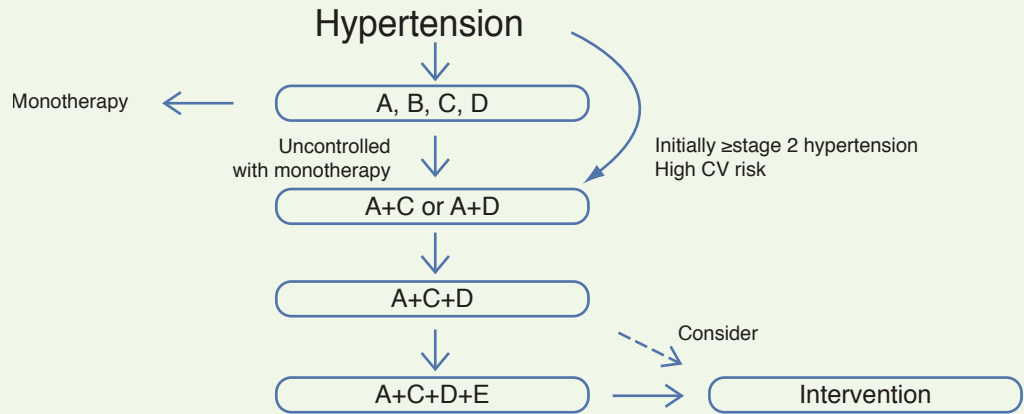 Hypertension
Monotherapy
A, B, C, D
Uncontrolled
with monotherapy
Initially ≥stage 2 hypertension
High CV risk
A+C or A+D
A+C+D
Consider
A+C+D+E
Intervention